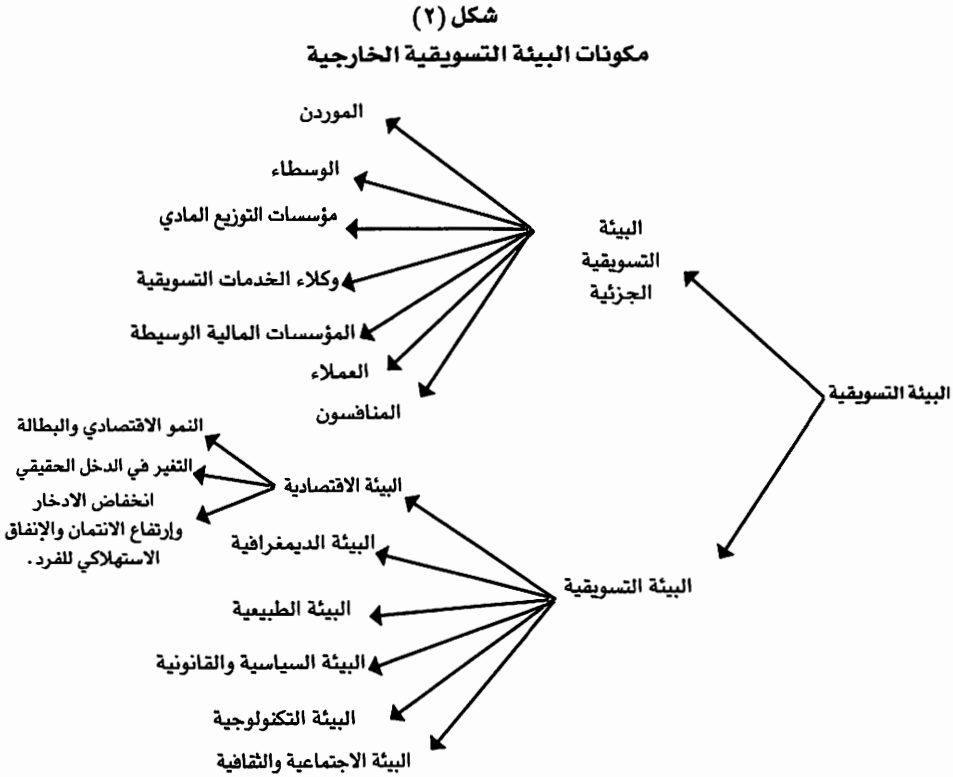 شكل (٢)
مكونات البيئة التسويقية الخارجية
البيئة التسويقية
البيئة
التسويقية
الجزئية
الموردن
الوسطاء
مؤسسات التوزيع المادي
وكلاء الخدمات التسويقية
المؤسسات المالية الوسيطة
العملاء
المنافسون
البيئة التسويقية
البيئة الاقتصادية
النمو الاقتصادي والبطالة
التغير في الدخل الحقيقي
انخفاض الادخار
وإرتفاع الائتمان والإنفاق
الاستهلاكي للفرد.
البيئة الديمغرافية
البيئة الطبيعية
البيئة السياسية والقانونية
البيئة التكنولوجية
البيئة الاجتماعية والثقافية